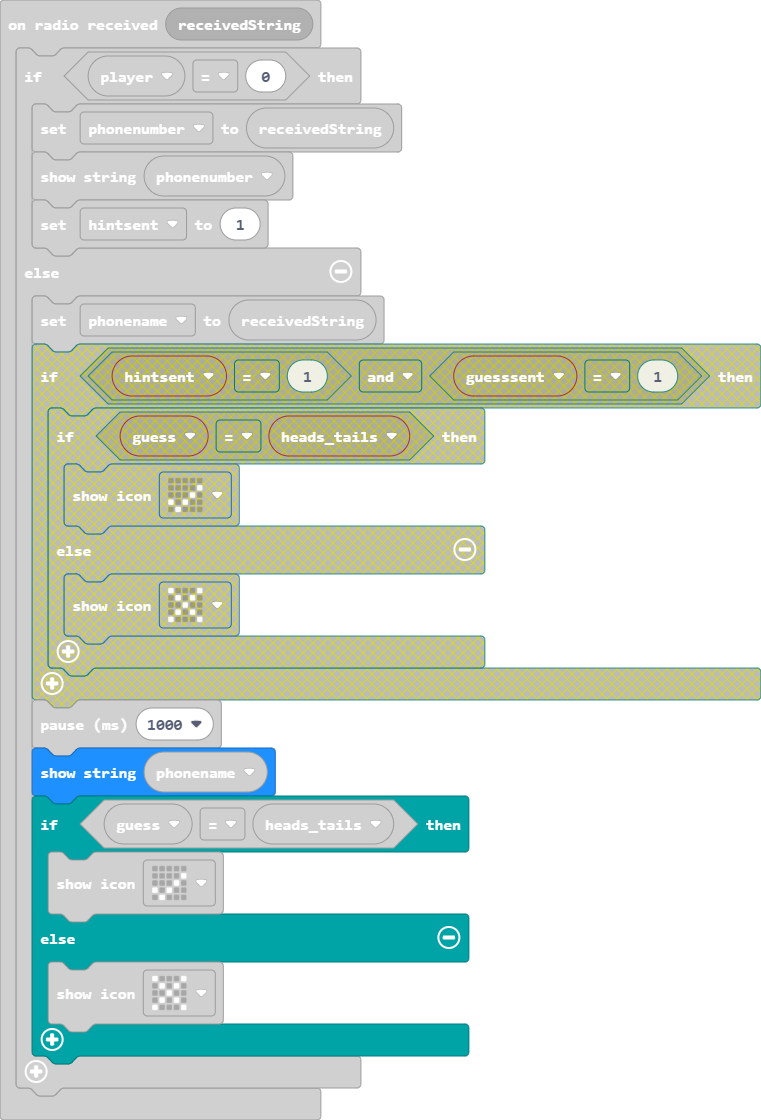 on radio received receivedString
if player = 0 then
set phonenumber to receivedString
show string phonenumber
set hintsent to 1
else
set phonename to receivedString
if hintsent = 1 and guesssent = 1 then
if guess = heads_tails then
show icon
else
show icon
pause (ms) 1000
show string phonename
if guess = heads_tails then
show icon
else
show icon